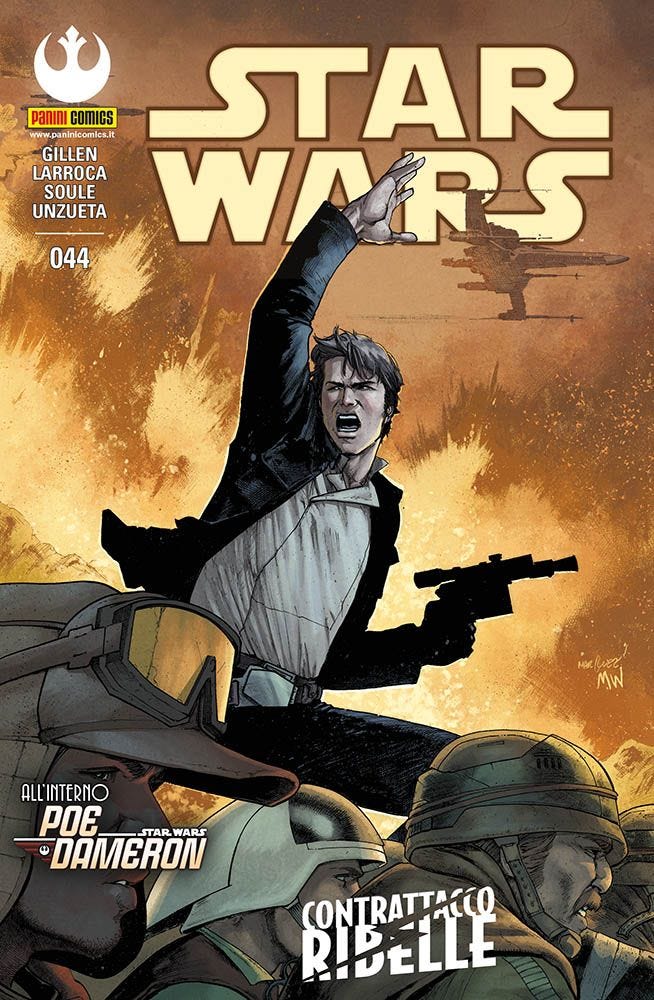 STAR
WARS
PANINI COMICS
www.paninicomics.it
GILLEN
LARROCA
SOULE
UNZUETA
044
MW
ALL'INTERNO
POE
STAR WARS
DAMERON
CONTRATTACCO
RIBELLE